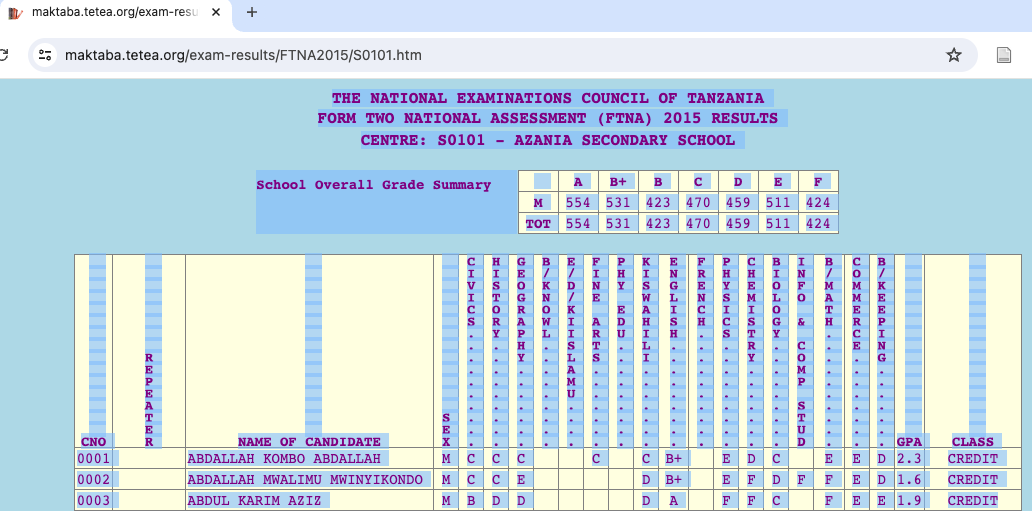 maktaba.tetea.org/exam-resu
maktaba.tetea.org/exam-results/FTNA2015/S0101.htm
THE NATIONAL EXAMINATIONS COUNCIL OF TANZANIA
FORM TWO NATIONAL ASSESSMENT (FTNA) 2015 RESULTS
CENTRE: S0101 - AZANIA SECONDARY SCHOOL
School Overall Grade Summary
A B+ B C D E F
M 554 531 423 470 459 511 424
TOT 554 531 423 470 459 511 424
CNO REPEATER NAME OF CANDIDATE SEX CIVICS. HISTORY. GEOGRAPHY. B/KNOWL. E/D/KIISLAMU. FINE ARTS. PHY EDU. KISWAHILI. ENGLISH. FRENCH. PHYSICS. CHEMISTRY. BIOLOGY. INFO & COMP STUD B/MATH. COMMERCE. B/KEEPING. GPA CLASS
0001 ABDALLAH KOMBO ABDALLAH M C C C C C B+ E D C E E D 2.3 CREDIT
0002 ABDALLAH MWALIMU MWINYIKONDO M C C E D B+ E F D F F E D 1.6 CREDIT
0003 ABDUL KARIM AZIZ M B D D D A F F C F E E 1.9 CREDIT